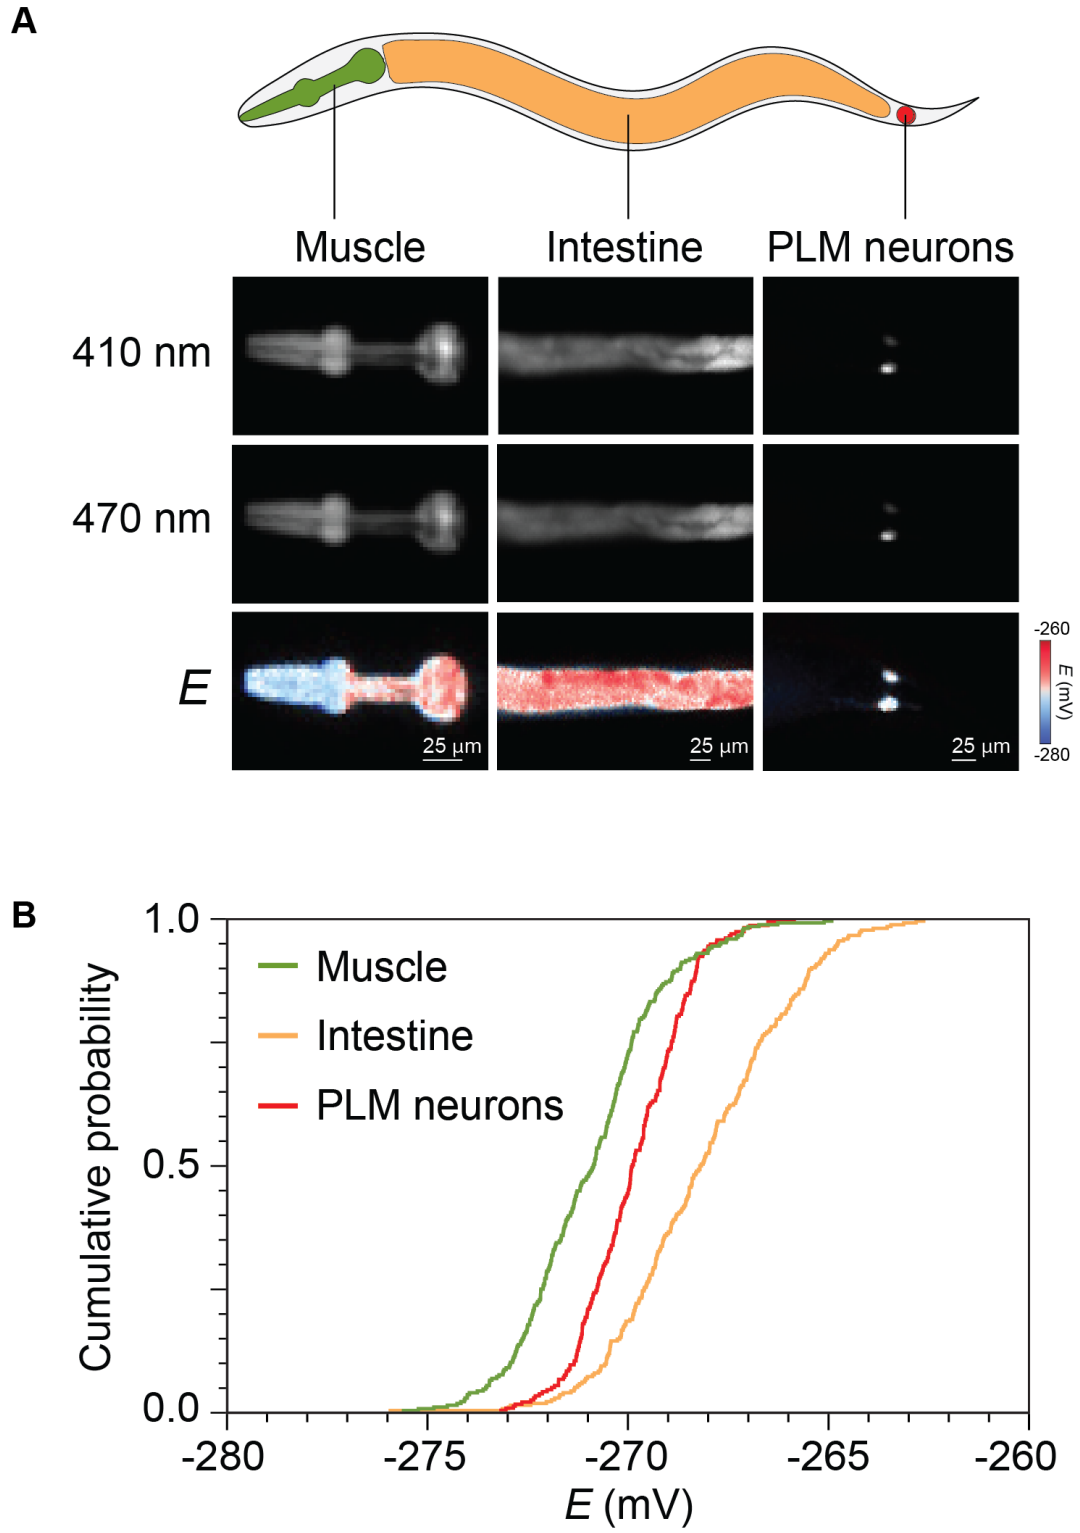 A
Muscle Intestine PLM neurons
410 nm
470 nm
E
25 µm 25 µm 25 µm
-260
E (mV)
-280
B
1.0
0.5
0.0
Cumulative probability
Muscle
Intestine
PLM neurons
-280 -275 -270 -265 -260
E (mV)